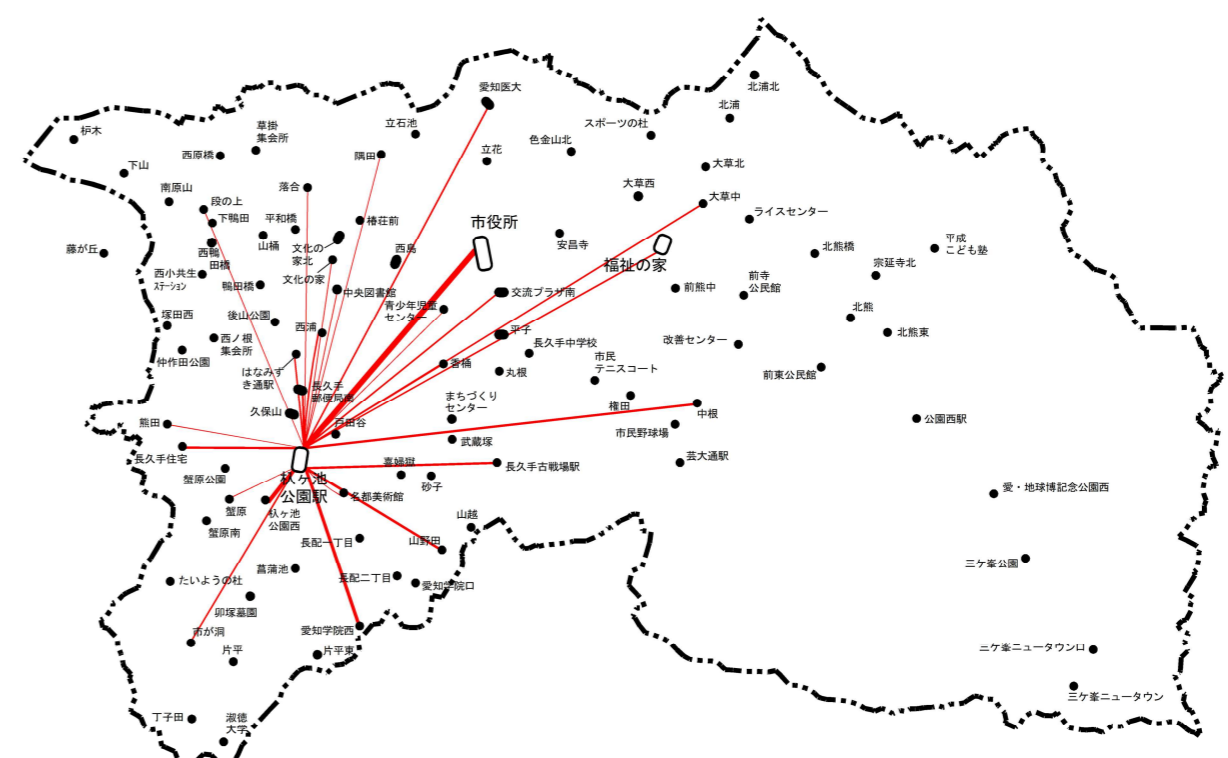 北浦北
愛知医大
北浦
枦木
草掛
集会所
立石池
スポーツの杜
色金山北
立花
西原橋
隅田
下山
大草北
南原山
落合
大草西
段の上
大草中
下鴨田
平和橋
椿荘前
ライスセンター
市役所
山桶
文化の
家北
西島
安昌寺
藤が丘
西鴨
田橋
北熊橋
平成
こども塾
福祉の家
宗延寺北
西小共生
ステーション
文化の家
鴨田橋
中央図書館
交流プラザ南
前熊中
前寺
公民館
青少年児童
センター
塚田西
後山公園
北熊
西浦
平子
北熊東
西ノ根
集会所
長久手中学校
改善センター
仲作田公園
はなみず
き通駅
香桶
丸根
市民
テニスコート
前東公民館
長久手
郵便局南
まちづくり
センター
久保山
権田
中根
熊田
戸田谷
市民野球場
公園西駅
武蔵塚
長久手住宅
喜婦嶽
長久手古戦場駅
芸大通駅
蟹原公園
杁ヶ池
公園駅
砂子
愛・地球博記念公園西
名都美術館
蟹原
杁ヶ池
公園西
山越
蟹原南
長配一丁目
山野田
三ケ峯公園
菖蒲池
たいようの杜
長配二丁目
愛知学院口
卯塚墓園
市が洞
愛知学院西
片平
片平東
三ケ峯ニュータウン口
三ケ峯ニュータウン
丁子田
淑徳
大学